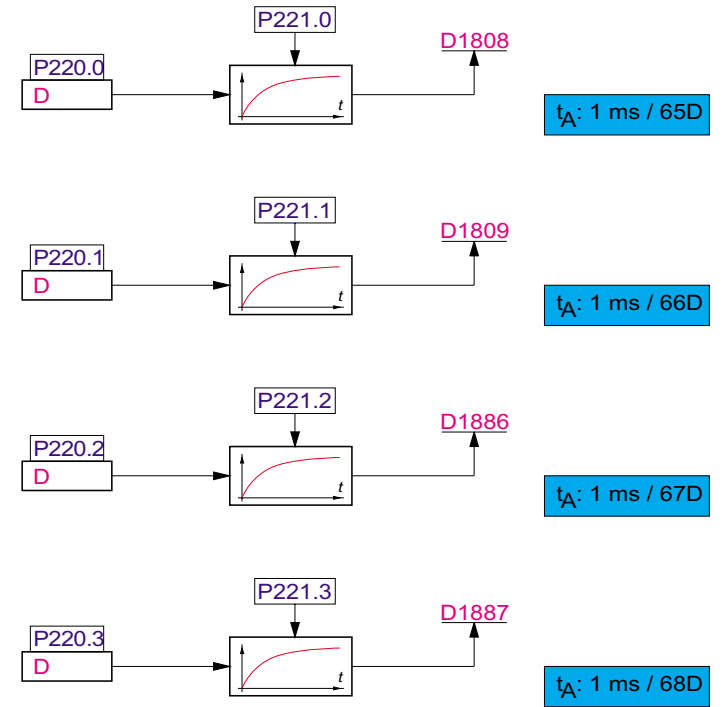 P221.0
D1808
P220.0
D
t
tA: 1 ms / 65D
P221.1
D1809
P220.1
D
t
tA: 1 ms / 66D
P221.2
D1886
P220.2
D
t
tA: 1 ms / 67D
P221.3
D1887
P220.3
D
t
tA: 1 ms / 68D